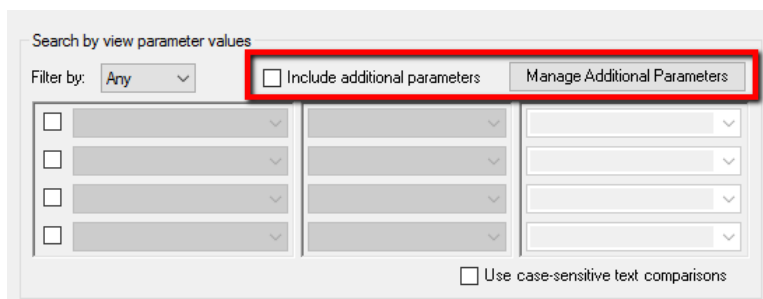 Search by view parameter values
Filter by: Any Include additional parameters Manage Additional Parameters
Use case-sensitive text comparisons